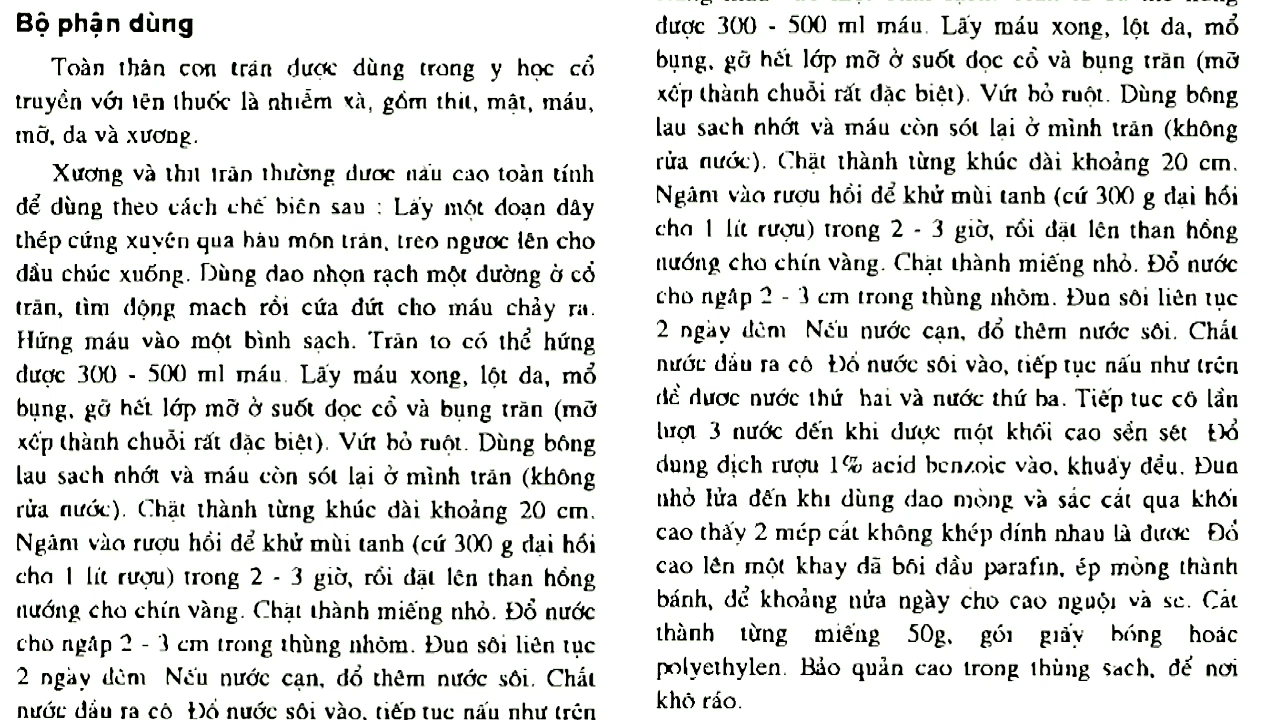 Bộ phận dùng
Toàn thân con trăn được dùng trong y học cổ
truyền với tên thuốc là nhiễm xà, gồm thịt, mật, máu,
mỡ, da và xương.
Xương và thịt trăn thường được nấu cao toàn tính
để dùng theo cách chế biến sau : Lấy một đoạn dây
thép cứng xuyên qua hậu môn trăn, treo ngược lên cho
đầu chúc xuống. Dùng dao nhọn rạch một đường ở cổ
trăn, tìm động mạch rồi cứa đứt cho máu chảy ra.
Hứng máu vào một bình sạch. Trăn to có thể hứng
được 300 - 500 ml máu. Lấy máu xong, lột da, mổ
bụng, gỡ hết lớp mỡ ở suốt dọc cổ và bụng trăn (mỡ
xếp thành chuỗi rất đặc biệt). Vứt bỏ ruột. Dùng bông
lau sạch nhớt và máu còn sót lại ở mình trăn (không
rửa nước). Chặt thành từng khúc dài khoảng 20 cm.
Ngâm vào rượu hồi để khử mùi tanh (cứ 300 g đại hồi
cho 1 lít rượu) trong 2 - 3 giờ, rồi đặt lên than hồng
nướng cho chín vàng. Chặt thành miếng nhỏ. Đổ nước
cho ngập 2 - 3 cm trong thùng nhôm. Đun sôi liên tục
2 ngày đêm Nếu nước cạn, đổ thêm nước sôi. Chắt
nước đầu ra cô Đổ nước sôi vào, tiếp tục nấu như trên
được 300 - 500 ml máu. Lấy máu xong, lột da, mổ
bụng, gỡ hết lớp mỡ ở suốt dọc cổ và bụng trăn (mỡ
xếp thành chuỗi rất đặc biệt). Vứt bỏ ruột. Dùng bông
lau sạch nhớt và máu còn sót lại ở mình trăn (không
rửa nước). Chặt thành từng khúc dài khoảng 20 cm.
Ngâm vào rượu hồi để khử mùi tanh (cứ 300 g đại hồi
cho 1 lít rượu) trong 2 - 3 giờ, rồi đặt lên than hồng
nướng cho chín vàng. Chặt thành miếng nhỏ. Đổ nước
cho ngập 2 - 3 cm trong thùng nhôm. Đun sôi liên tục
2 ngày đêm Nếu nước cạn, đổ thêm nước sôi. Chắt
nước đầu ra cô Đổ nước sôi vào, tiếp tục nấu như trên
để được nước thứ hai và nước thứ ba. Tiếp tục cô lần
lượt 3 nước đến khi được một khối cao sền sệt Đổ
dung dịch rượu 1% acid benzoic vào, khuấy đều. Đun
nhỏ lửa đến khi dùng dao mỏng và sắc cắt qua khối
cao thấy 2 mép cắt không khép dính nhau là được Đổ
cao lên một khay đã bôi dầu parafin, ép mỏng thành
bánh, để khoảng nửa ngày cho cao nguội và se. Cắt
thành từng miếng 50g, gói giấy bóng hoặc
polyethylen. Bảo quản cao trong thùng sạch, để nơi
khô ráo.